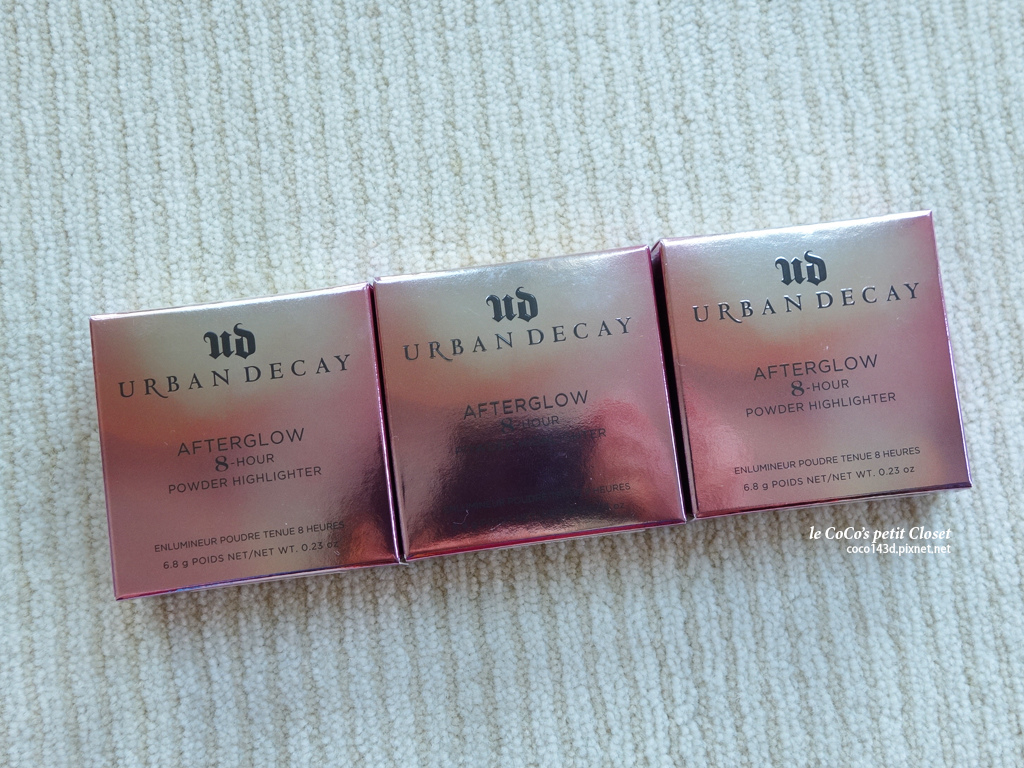 ud
URBAN DECAY
AFTERGLOW
8-HOUR
POWDER HIGHLIGHTER
ENLUMINEUR POUDRE TENUE 8 HEURES
6.8 g POIDS NET/NET WT. 0.23 oz
ud
URBAN DECAY
AFTERGLOW
8-HOUR
ud
URBAN DECAY
AFTERGLOW
8-HOUR
POWDER HIGHLIGHTER
ENLUMINEUR POUDRE TENUE 8 HEURES
6.8 g POIDS NET/NET WT. 0.23 oz
le CoCo's petit Closet
coco143d.pixnet.net